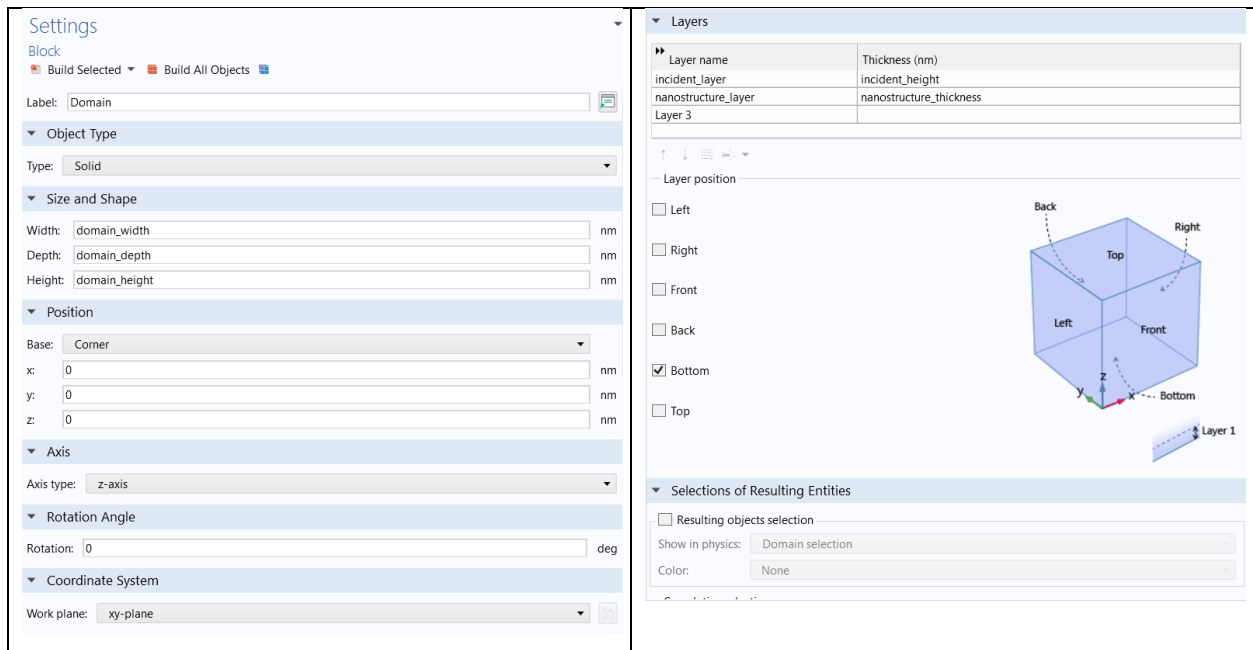 Settings
Block
Build Selected Build All Objects
Label: Domain
Object Type
Type: Solid
Size and Shape
Width: domain_width nm
Depth: domain_depth nm
Height: domain_height nm
Position
Base: Corner
x: 0 nm
y: 0 nm
z: 0 nm
Axis
Axis type: z-axis
Rotation Angle
Rotation: 0 deg
Coordinate System
Work plane: xy-plane
Layers
Layer name Thickness (nm)
incident_layer incident_height
nanostructure_layer nanostructure_thickness
Layer 3
Layer position
Left
Right
Front
Back
Bottom
Top
Back
Right
Top
Left
Front
z
y
x
Bottom
Layer 1
Selections of Resulting Entities
Resulting objects selection
Show in physics: Domain selection
Color: None